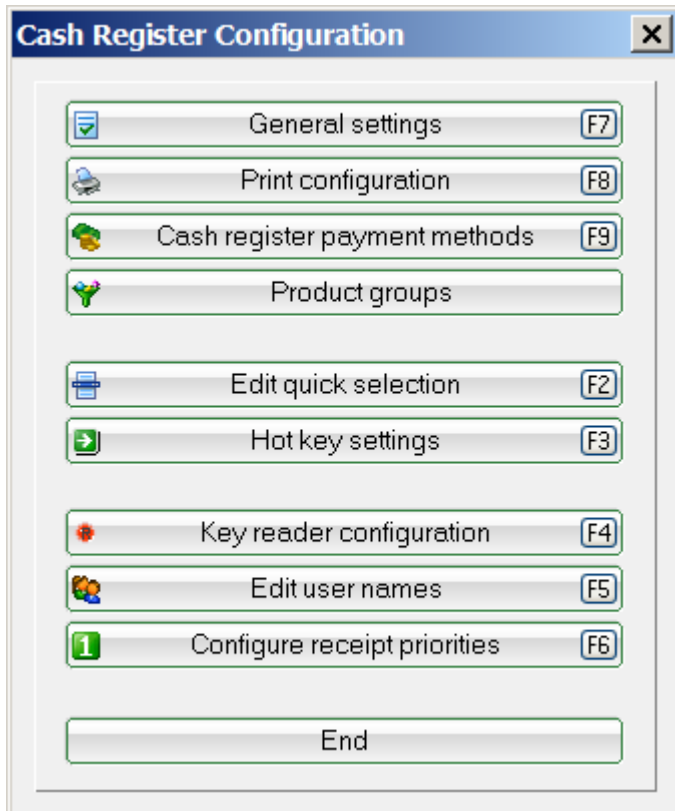 Cash Register Configuration
General settings F7
Print configuration F8
Cash register payment methods F9
Product groups
Edit quick selection F2
Hot key settings F3
Key reader configuration F4
Edit user names F5
1 Configure receipt priorities F6
End